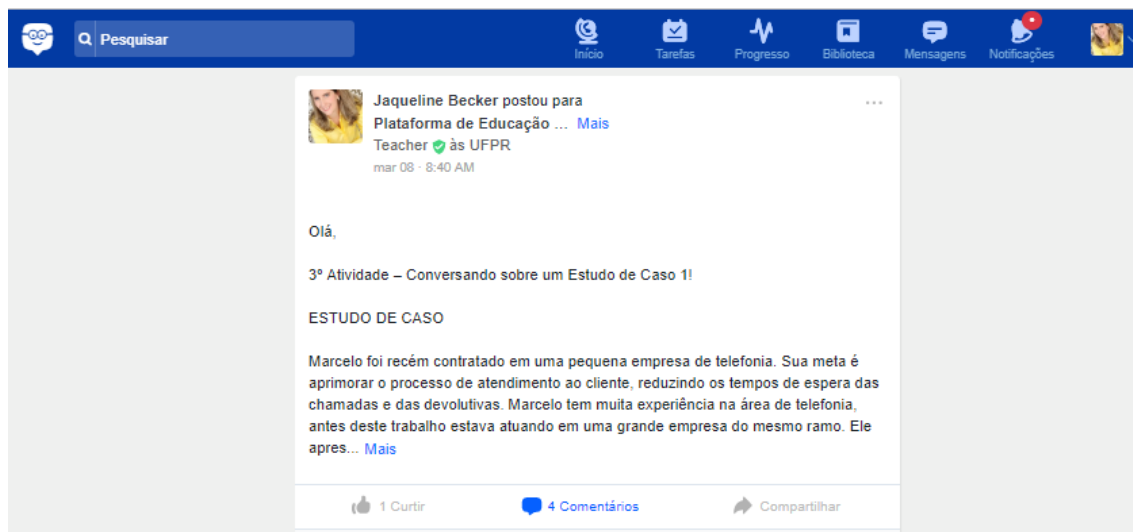 Pesquisar
Início
Tarefas
Progresso
Biblioteca
Mensagens
Notificações
Jaqueline Becker postou para
Plataforma de Educação ... Mais
Teacher às UFPR
mar 08 · 8:40 AM
Olá,
3º Atividade – Conversando sobre um Estudo de Caso 1!
ESTUDO DE CASO
Marcelo foi recém contratado em uma pequena empresa de telefonia. Sua meta é
aprimorar o processo de atendimento ao cliente, reduzindo os tempos de espera das
chamadas e das devolutivas. Marcelo tem muita experiência na área de telefonia,
antes deste trabalho estava atuando em uma grande empresa do mesmo ramo. Ele
apres... Mais
1 Curtir
4 Comentários
Compartilhar